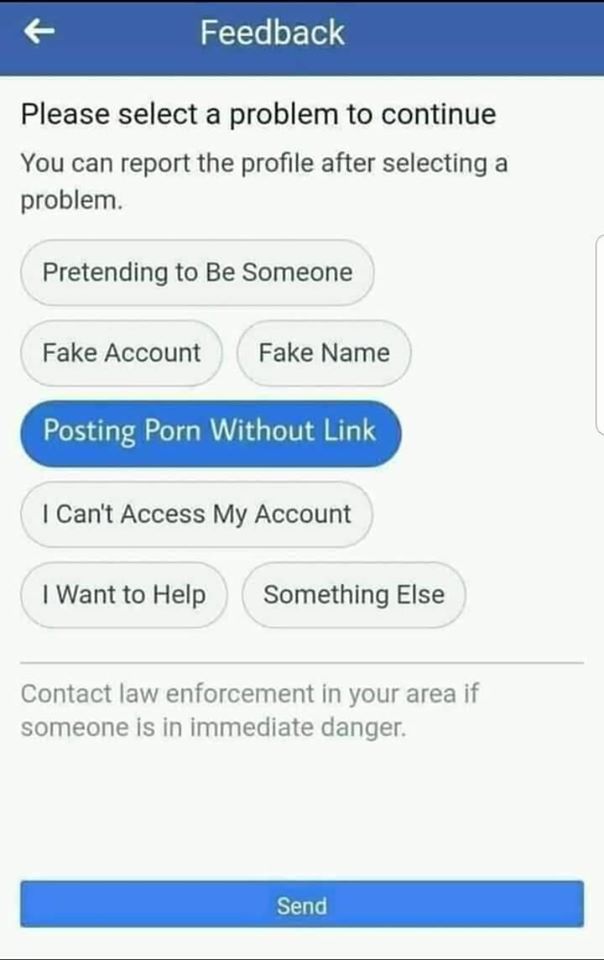 Feedback
Please select a problem to continue
You can report the profile after selecting a
problem.
Pretending to Be Someone
Fake Account
Fake Name
Posting Porn Without Link
I Can't Access My Account
I Want to Help
Something Else
Contact law enforcement in your area if
someone is in immediate danger.
Send